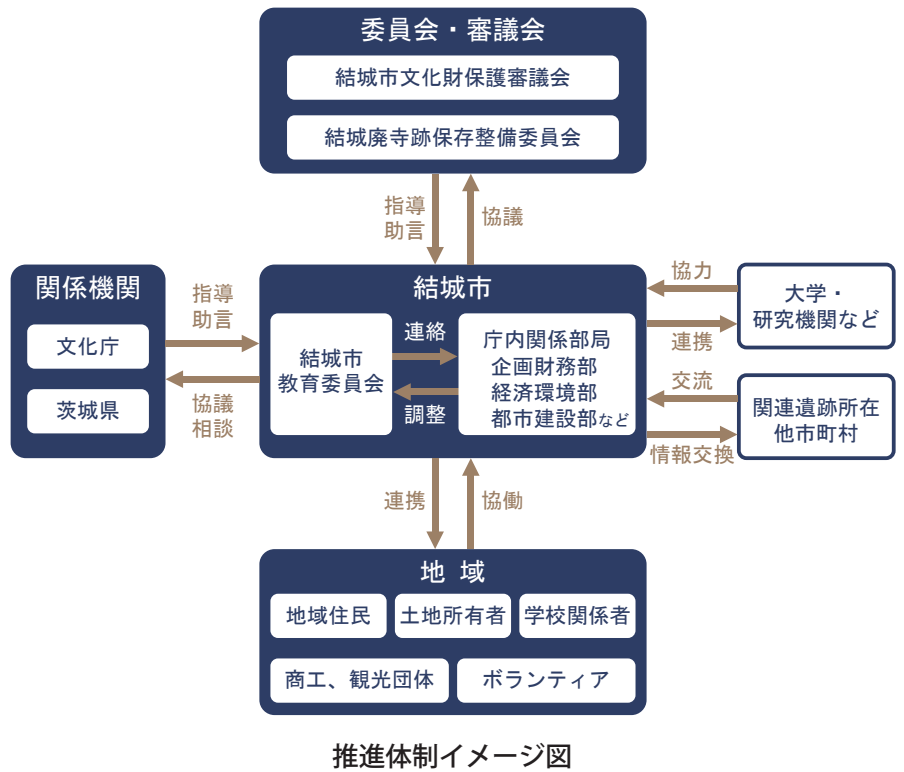 委員会・審議会
結城市文化財保護審議会
結城廃寺跡保存整備委員会
指導
助言
協議
関係機関
文化庁
茨城県
指導
助言
協議
相談
結城市
結城市
教育委員会
連絡
調整
庁内関係部局
企画財務部
経済環境部
都市建設部など
協力
連携
大学・
研究機関など
交流
情報交換
関連遺跡所在
他市町村
連携
協働
地 域
地域住民
土地所有者
学校関係者
商工、観光団体
ボランティア
推進体制イメージ図